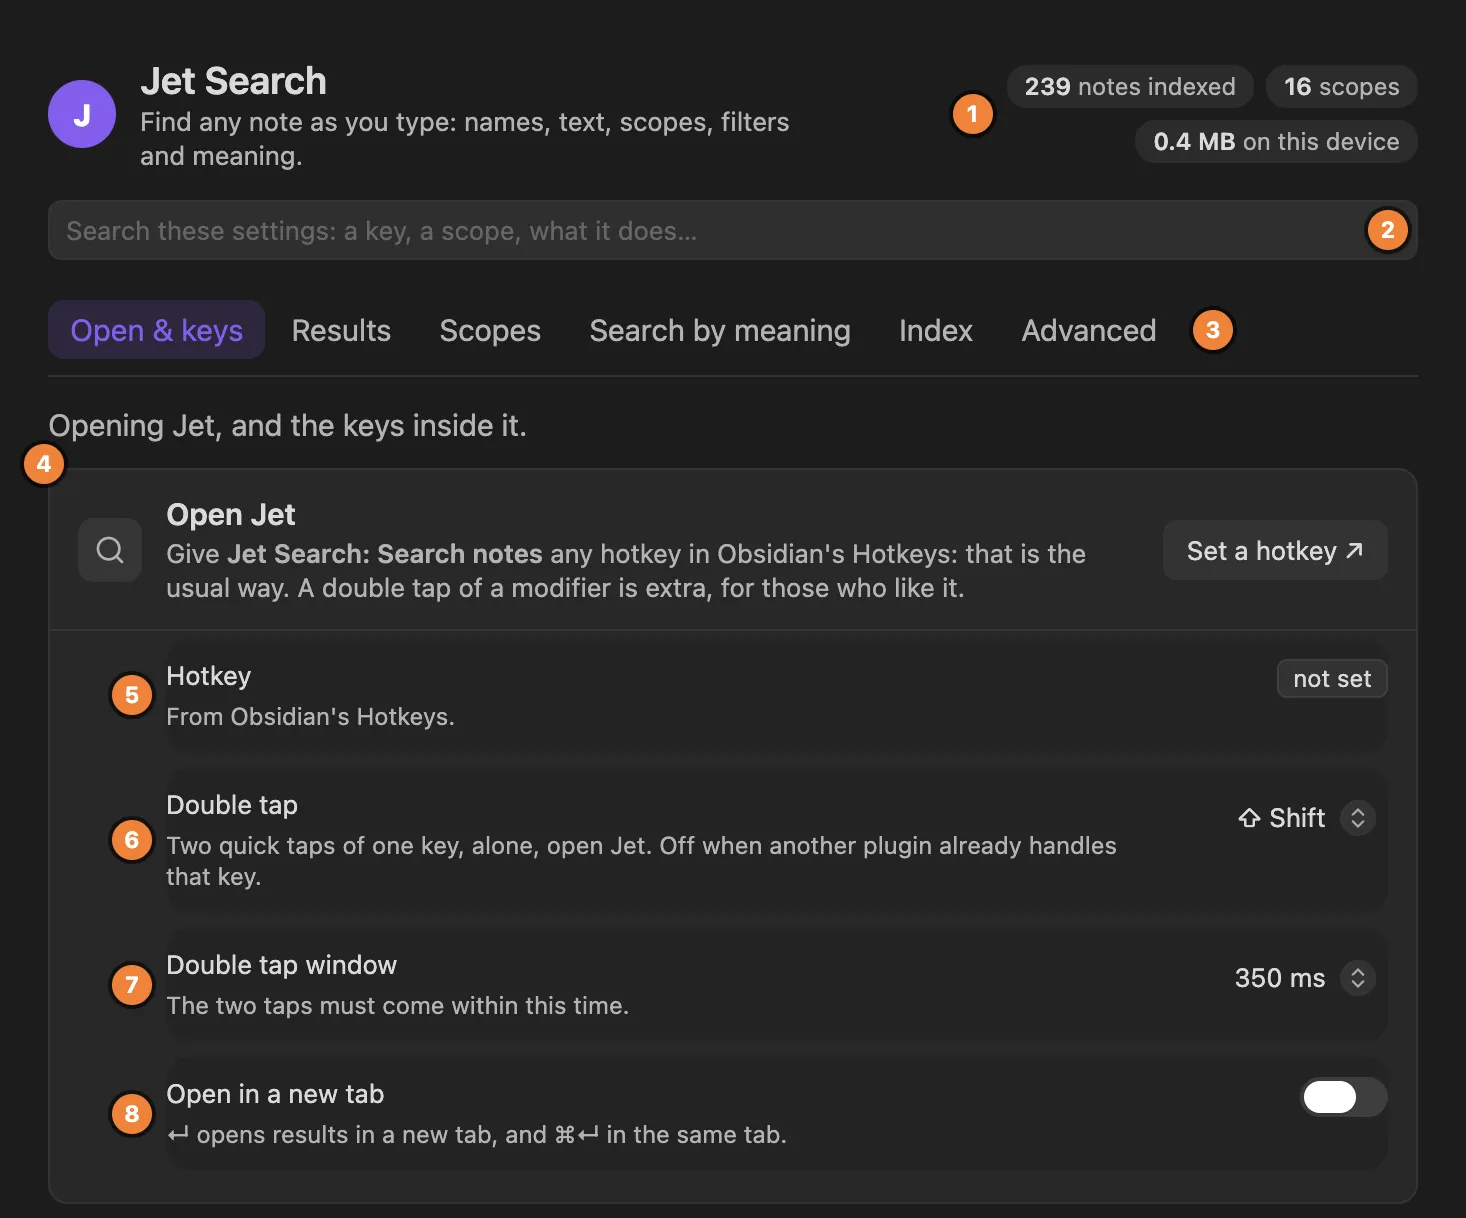 J
Jet Search
Find any note as you type: names, text, scopes, filters
and meaning.
1
239 notes indexed
16 scopes
0.4 MB on this device
Search these settings: a key, a scope, what it does...
2
Open & keys
Results
Scopes
Search by meaning
Index
Advanced
3
Opening Jet, and the keys inside it.
4
Open Jet
Give Jet Search: Search notes any hotkey in Obsidian's Hotkeys: that is the
usual way. A double tap of a modifier is extra, for those who like it.
Set a hotkey ↗
5
Hotkey
From Obsidian's Hotkeys.
not set
6
Double tap
Two quick taps of one key, alone, open Jet. Off when another plugin already handles
that key.
⇧ Shift
7
Double tap window
The two taps must come within this time.
350 ms
8
Open in a new tab
↵ opens results in a new tab, and ⌘↵ in the same tab.